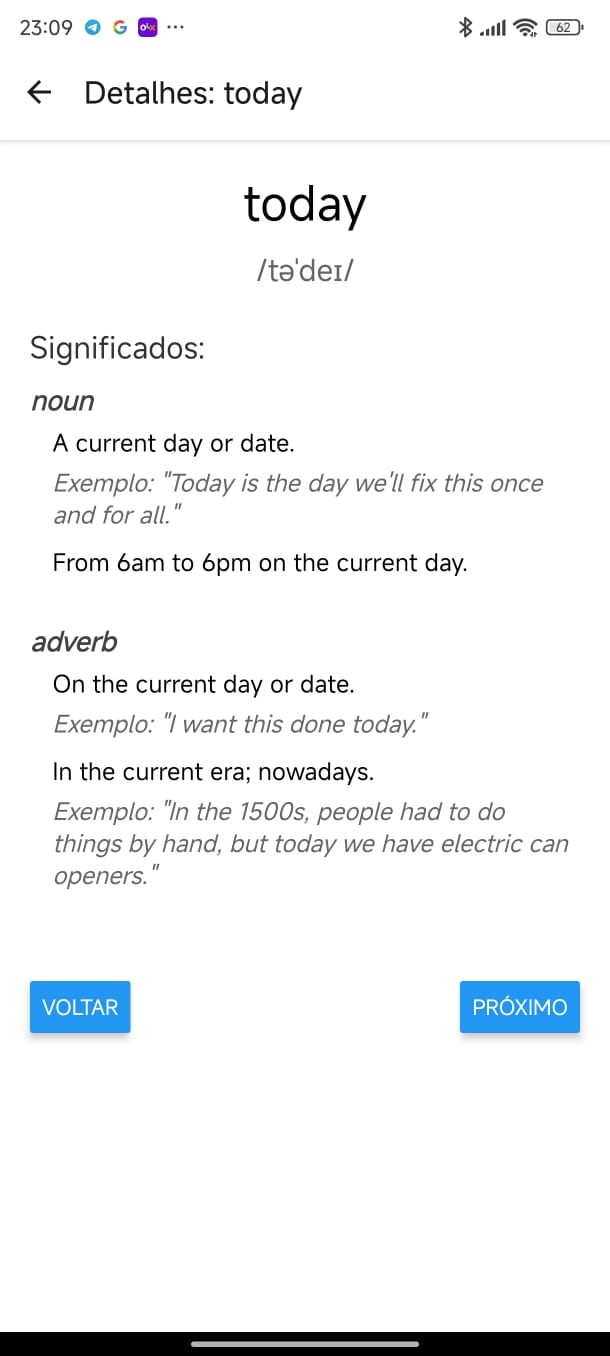 23:09
62
Detalhes: today
today
/təˈdeɪ/
Significados:
noun
A current day or date.
Exemplo: "Today is the day we'll fix this once
and for all."
From 6am to 6pm on the current day.
adverb
On the current day or date.
Exemplo: "I want this done today."
In the current era; nowadays.
Exemplo: "In the 1500s, people had to do
things by hand, but today we have electric can
openers."
VOLTAR
PRÓXIMO